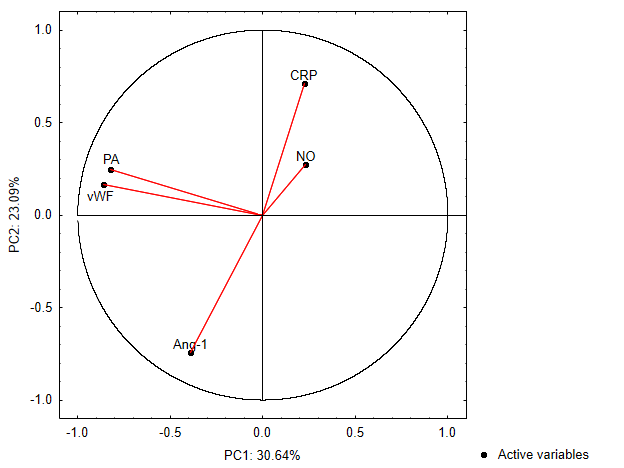 1.0
CRP
0.5
NO
PA
vWF
0.0
PC2: 23.09%
-0.5
Ang-1
-1.0
-1.0 -0.5 0.0 0.5 1.0
PC1: 30.64%
Active variables